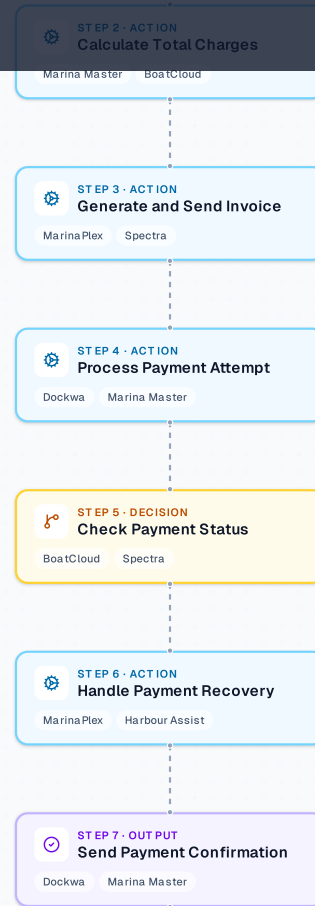 STEP 2 · ACTION
Calculate Total Charges
Marina Master BoatCloud
STEP 3 · ACTION
Generate and Send Invoice
MarinaPlex Spectra
STEP 4 · ACTION
Process Payment Attempt
Dockwa Marina Master
STEP 5 · DECISION
Check Payment Status
BoatCloud Spectra
STEP 6 · ACTION
Handle Payment Recovery
MarinaPlex Harbour Assist
STEP 7 · OUTPUT
Send Payment Confirmation
Dockwa Marina Master